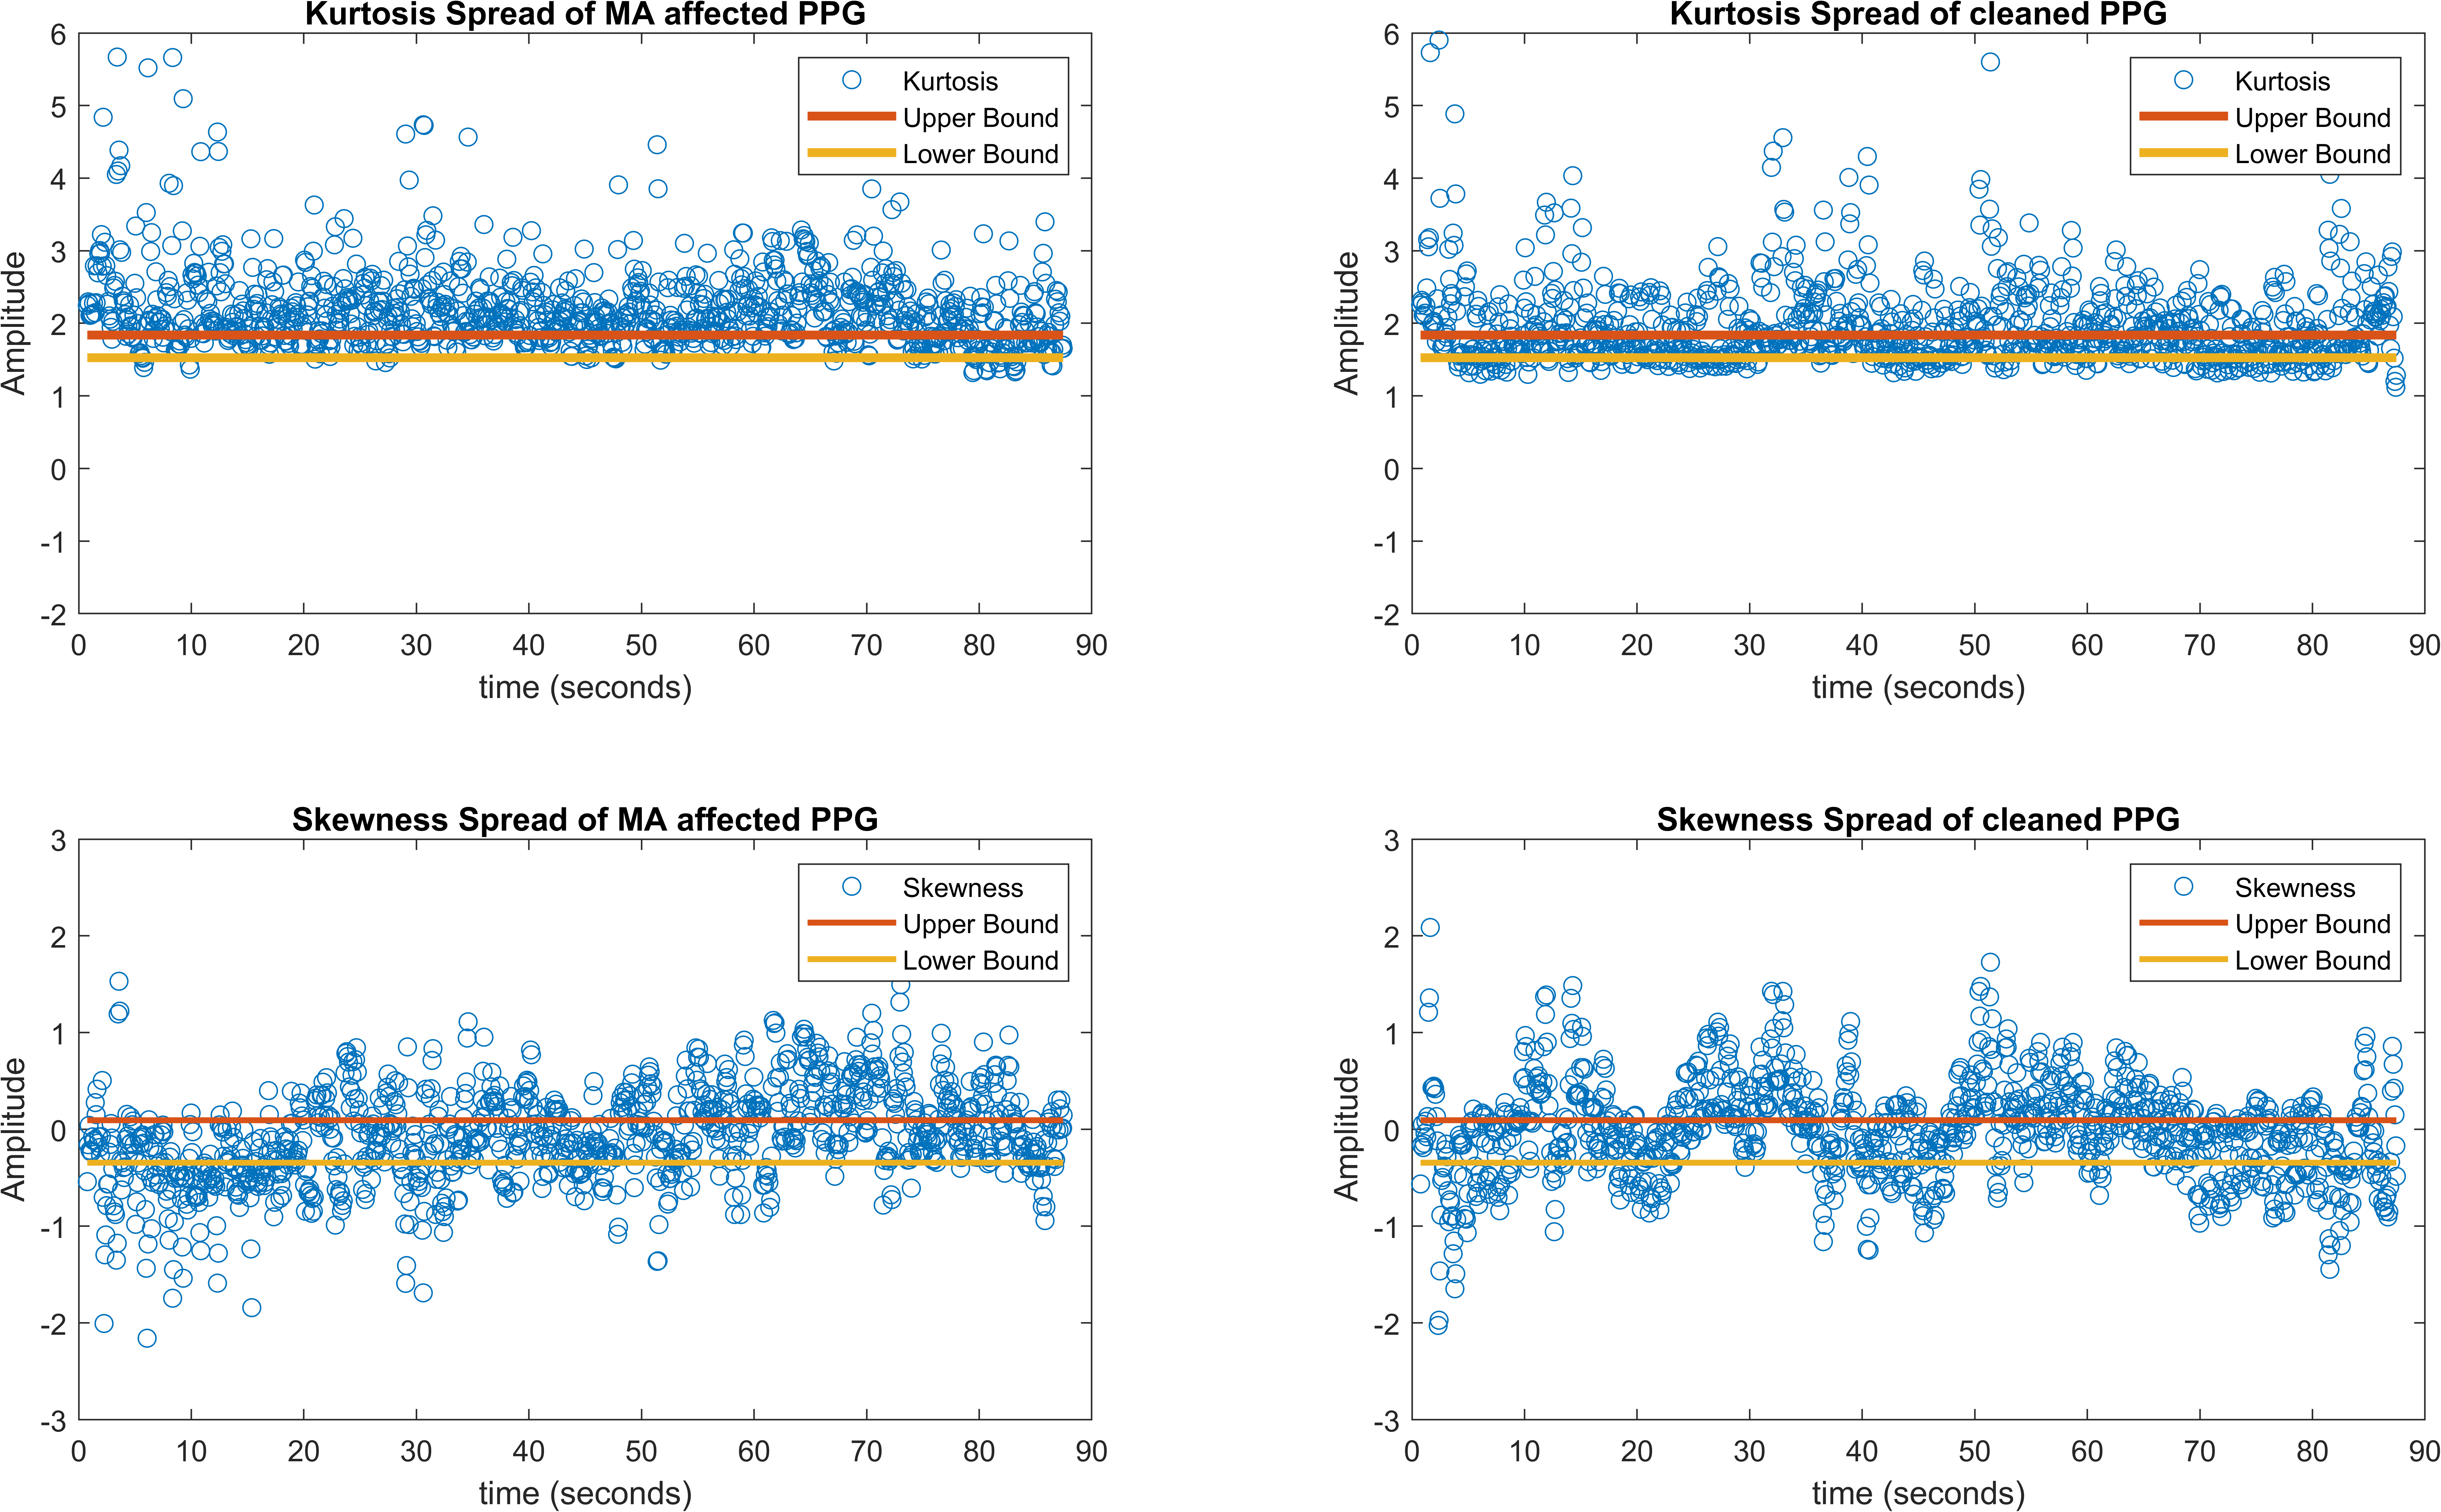 Kurtosis Spread of MA affected PPG
6
5
4
3
2
1
0
-1
-2
Amplitude
Kurtosis
Upper Bound
Lower Bound
0 10 20 30 40 50 60 70 80 90
time (seconds)
Kurtosis Spread of cleaned PPG
6
5
4
3
2
1
0
-1
-2
Amplitude
Kurtosis
Upper Bound
Lower Bound
0 10 20 30 40 50 60 70 80 90
time (seconds)
Skewness Spread of MA affected PPG
3
2
1
0
-1
-2
-3
Amplitude
Skewness
Upper Bound
Lower Bound
0 10 20 30 40 50 60 70 80 90
time (seconds)
Skewness Spread of cleaned PPG
3
2
1
0
-1
-2
-3
Amplitude
Skewness
Upper Bound
Lower Bound
0 10 20 30 40 50 60 70 80 90
time (seconds)